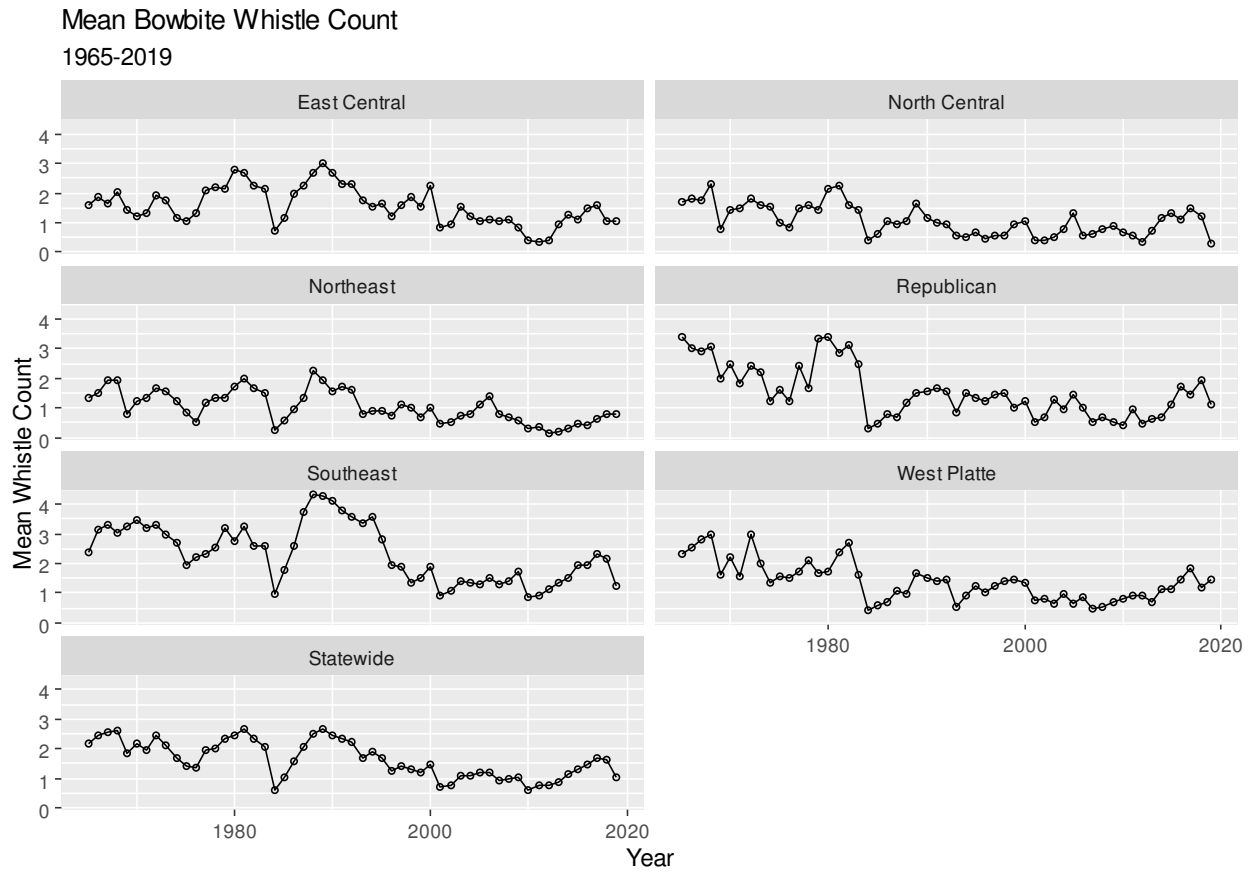 Mean Bowbite Whistle Count
1965-2019
East Central
North Central
4
3
2
1
0
Northeast
Republican
4
3
2
1
0
Southeast
West Platte
4
3
2
1
0
1980
2000
2020
Statewide
4
3
2
1
0
1980
2000
2020
Mean Whistle Count
Year